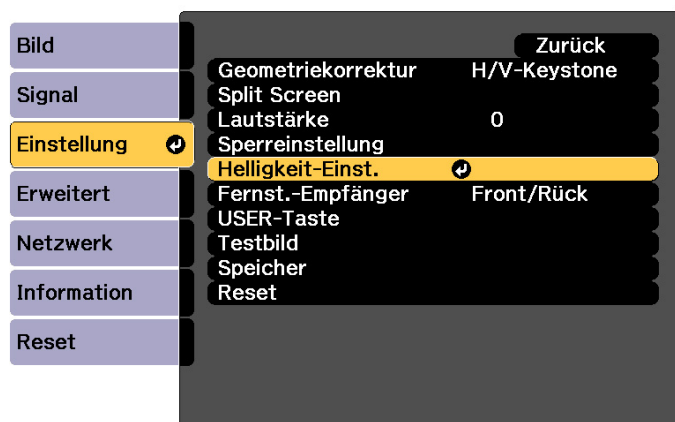 Bild
Signal
Einstellung
Erweitert
Netzwerk
Information
Reset
Zurück
Geometriekorrektur H/V-Keystone
Split Screen
Lautstärke 0
Sperreinstellung
Helligkeit-Einst.
Fernst.-Empfänger Front/Rück
USER-Taste
Testbild
Speicher
Reset